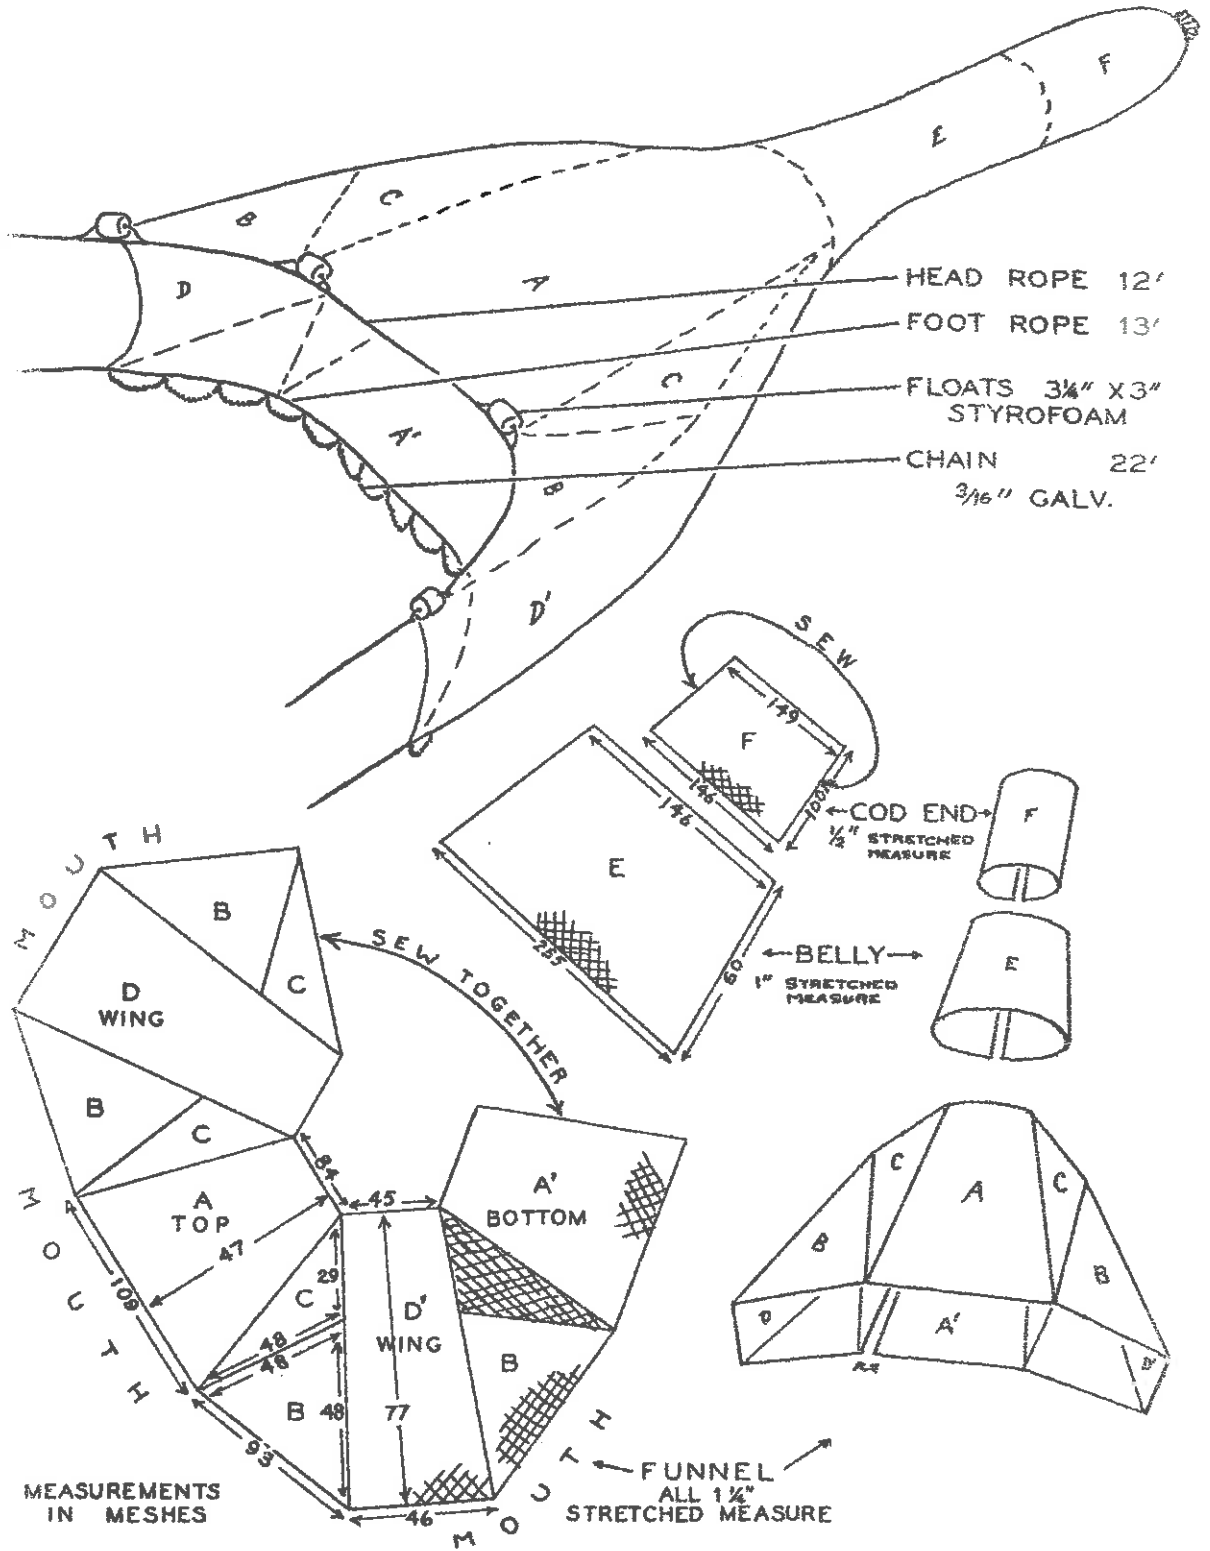 F
E
C
B
D
A
HEAD ROPE 12'
FOOT ROPE 13'
C
FLOATS 3¼" X 3"
STYROFOAM
A'
CHAIN 22'
3/16" GALV.
B
D'
SEW
149
F
146
100
COD END
½" STRETCHED
MEASURE
F
146
E
255
60
BELLY
1" STRETCHED
MEASURE
E
MOUTH
B
C
D
WING
SEW TOGETHER
B
C
84
45
A'
BOTTOM
A
TOP
47
109
MOUTH
29
C
48
48
D'
WING
B
B 48
77
93
46
MOUTH
C
A
C
B
B
D
A'
D'
FUNNEL
ALL 1¼"
STRETCHED MEASURE
MEASUREMENTS
IN MESHES